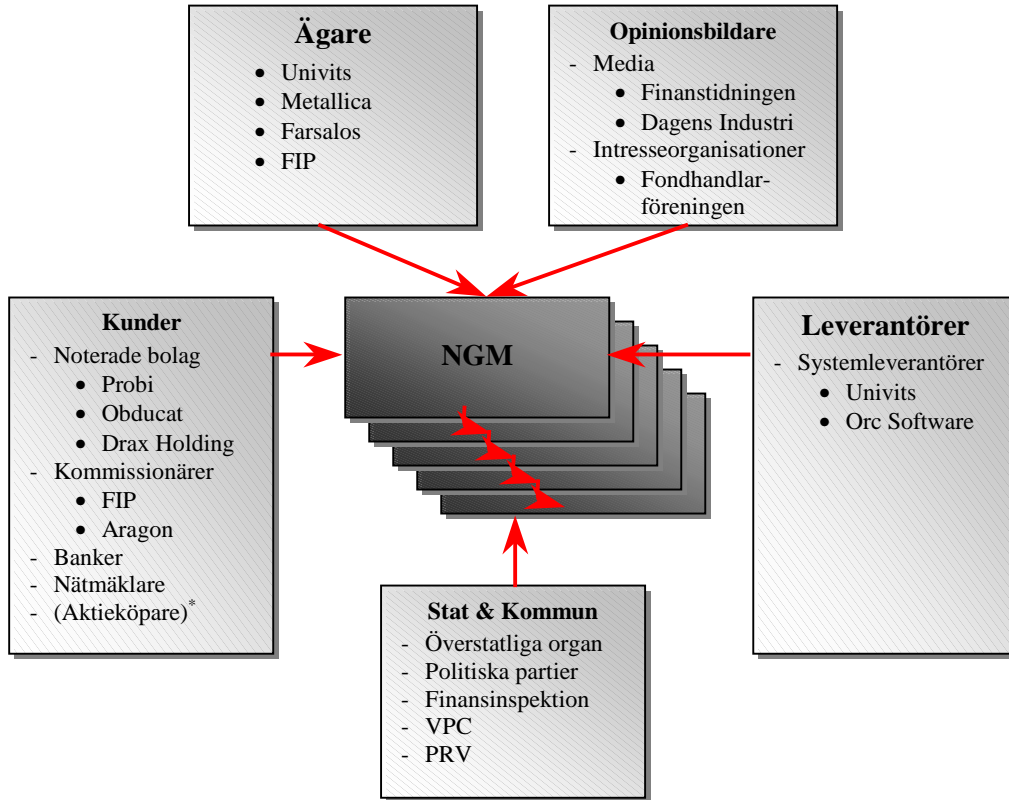 Ägare
• Univits
• Metallica
• Farsalos
• FIP
Opinionsbildare
- Media
• Finanstidningen
• Dagens Industri
- Intresseorganisationer
• Fondhandlar-
föreningen
Kunder
- Noterade bolag
• Probi
• Obducat
• Drax Holding
- Kommissionärer
• FIP
• Aragon
- Banker
- Nätmäklare
- (Aktieköpare)*
NGM
Leverantörer
- Systemleverantörer
• Univits
• Orc Software
Stat & Kommun
- Överstatliga organ
- Politiska partier
- Finansinspektion
- VPC
- PRV